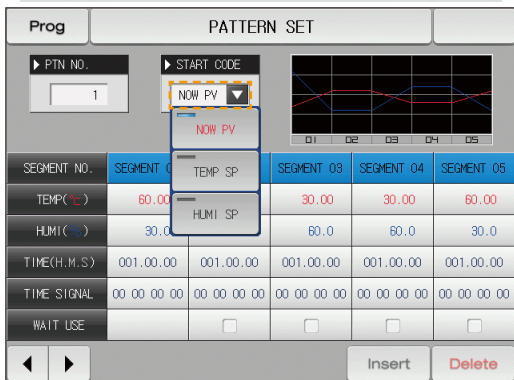 Prog PATTERN SET
PTN NO. START CODE
1 NOW PV
NOW PV
TEMP SP
HUMI SP
01 02 03 04 05
SEGMENT NO. SEGMENT SEGMENT 03 SEGMENT 04 SEGMENT 05
TEMP(℃) 60.00 30.00 30.00 60.00
HUMI(%) 30.0 60.0 60.0 30.0
TIME(H.M.S) 001.00.00 001.00.00 001.00.00 001.00.00 001.00.00
TIME SIGNAL 00 00 00 00 00 00 00 00 00 00 00 00 00 00 00 00 00 00 00 00
WAIT USE
Insert Delete